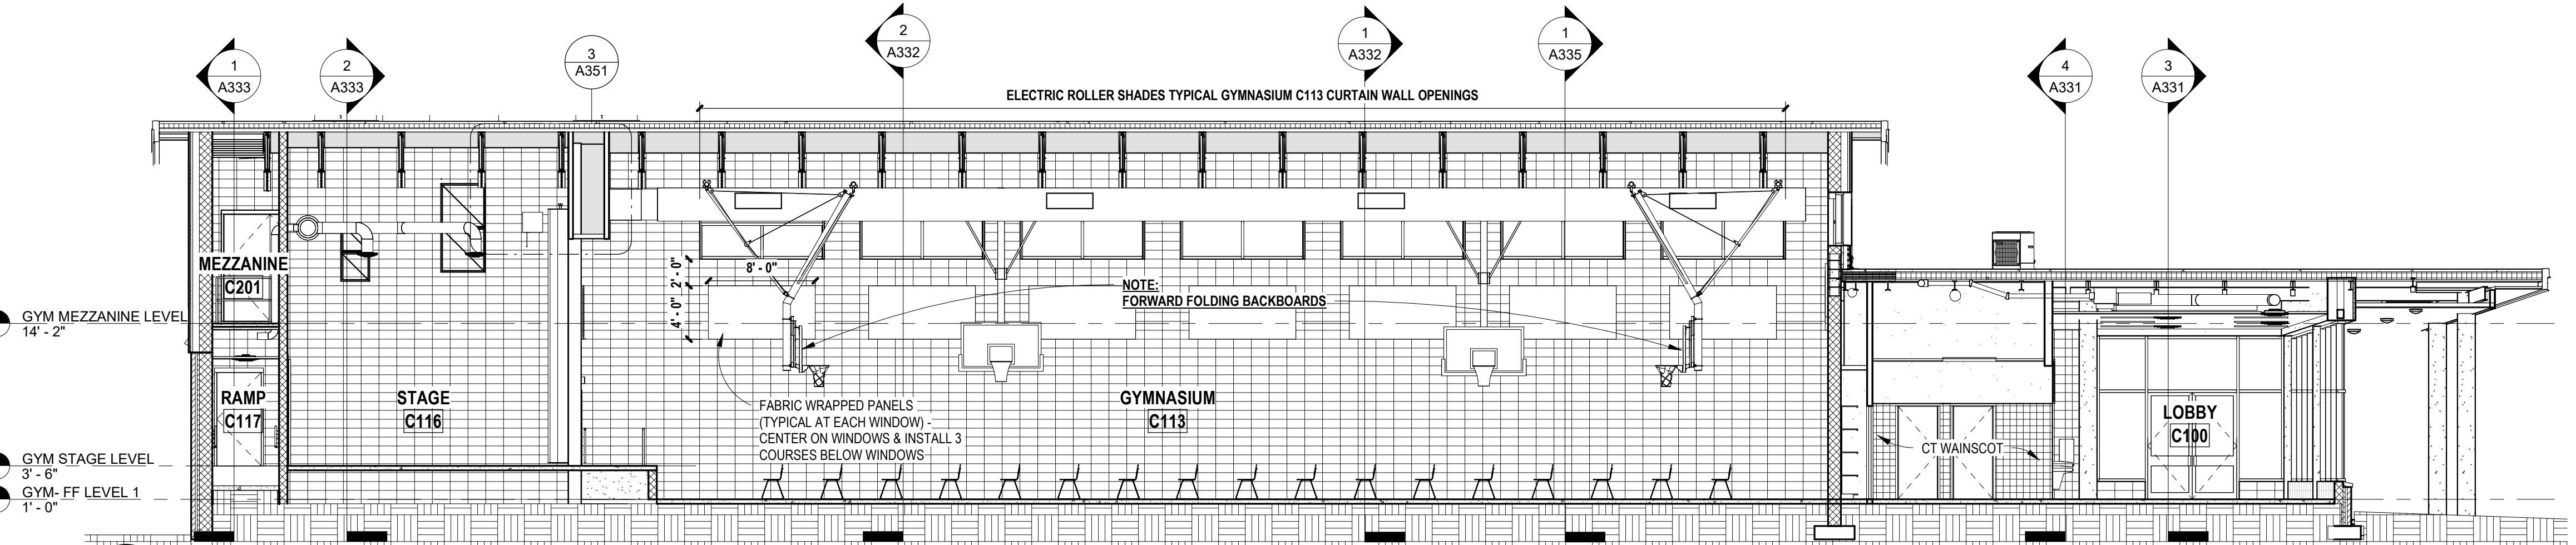 1
A333
2
A333
3
A351
2
A332
1
A332
1
A335
4
A331
3
A331
ELECTRIC ROLLER SHADES TYPICAL GYMNASIUM C113 CURTAIN WALL OPENINGS
MEZZANINE
C201
2' - 0"
8' - 0"
4' - 0"
NOTE:
FORWARD FOLDING BACKBOARDS
GYM MEZZANINE LEVEL
14' - 2"
RAMP
C117
STAGE
C116
FABRIC WRAPPED PANELS
(TYPICAL AT EACH WINDOW) -
CENTER ON WINDOWS & INSTALL 3
COURSES BELOW WINDOWS
GYMNASIUM
C113
CT WAINSCOT
LOBBY
C100
GYM STAGE LEVEL
3' - 6"
GYM- FF LEVEL 1
1' - 0"